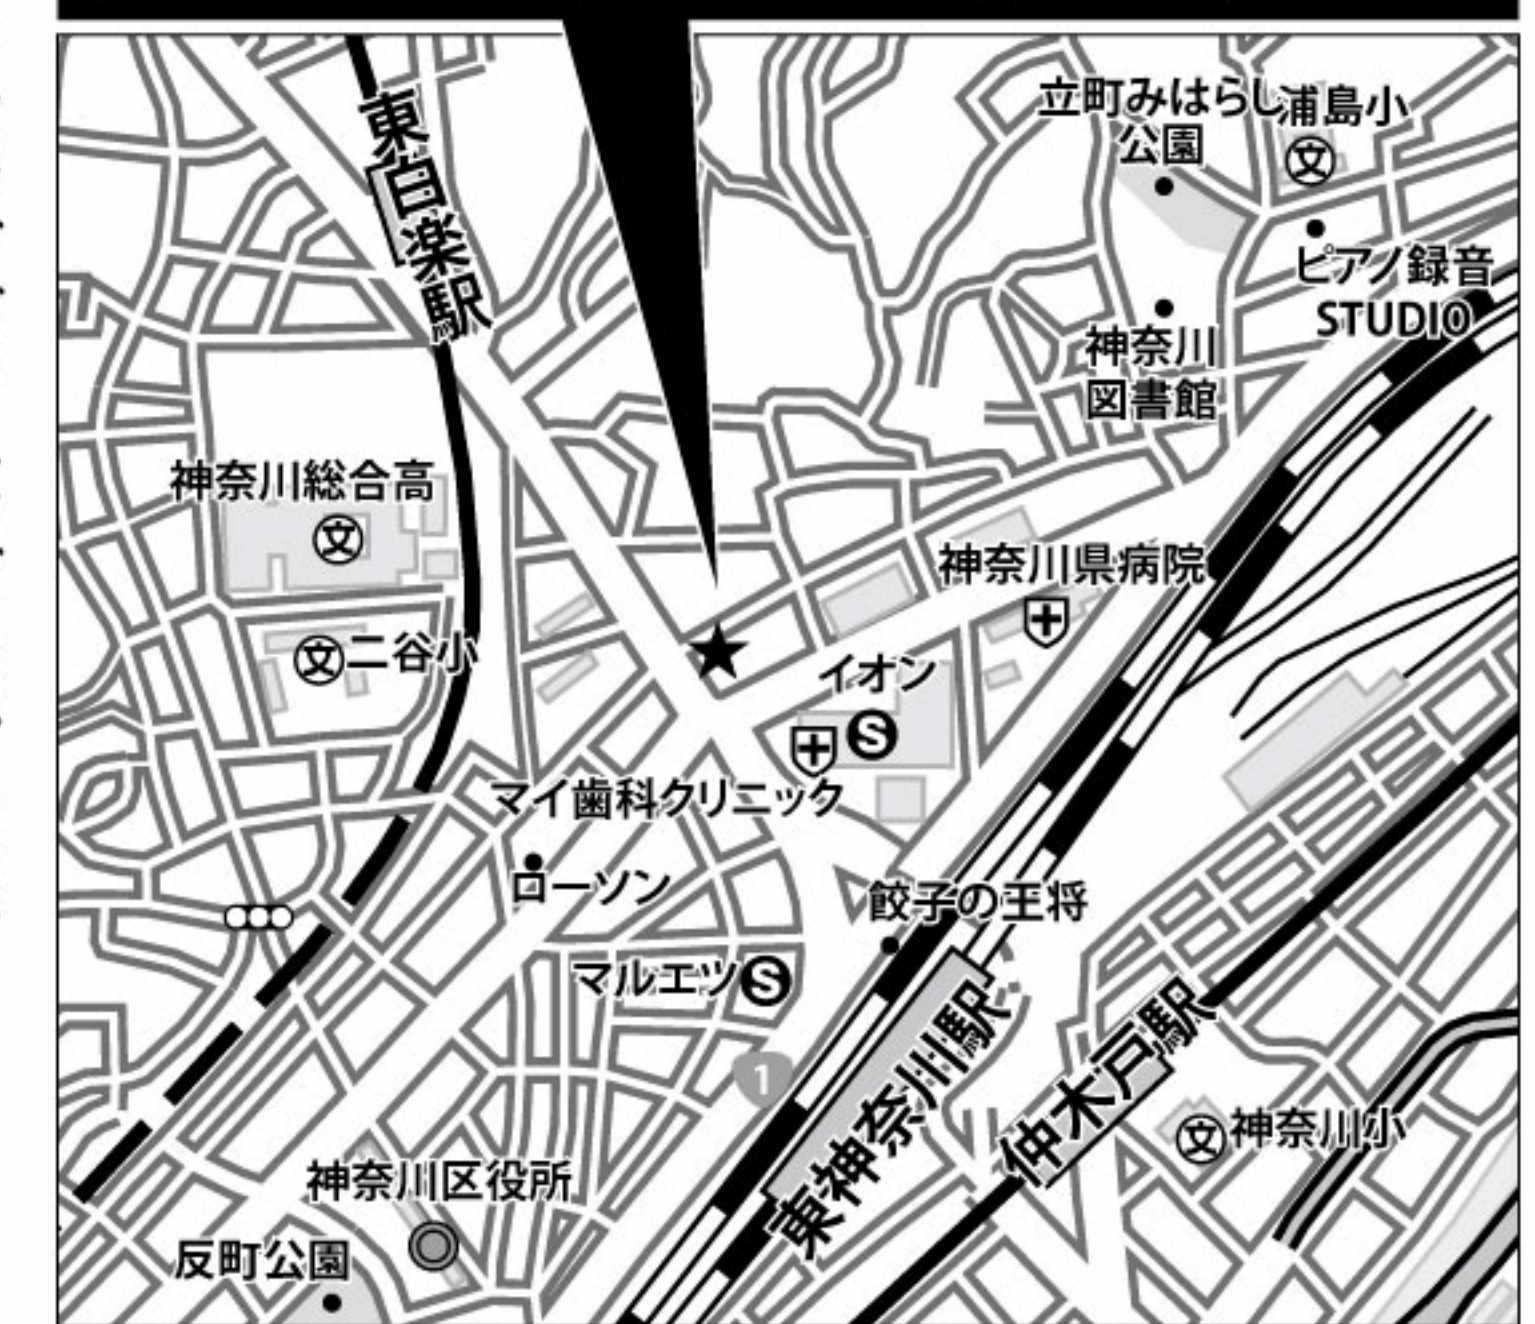 東白楽駅
立町みはらし
公園
浦島小
文
ピアノ録音
STUDIO
神奈川
図書館
神奈川総合高
文
神奈川県病院
文
二谷小
イオン
S
マイ歯科クリニック
ローソン
餃子の王将
マルエツ
S
1
東神奈川駅
仲木戸駅
文
神奈川小
神奈川区役所
反町公園